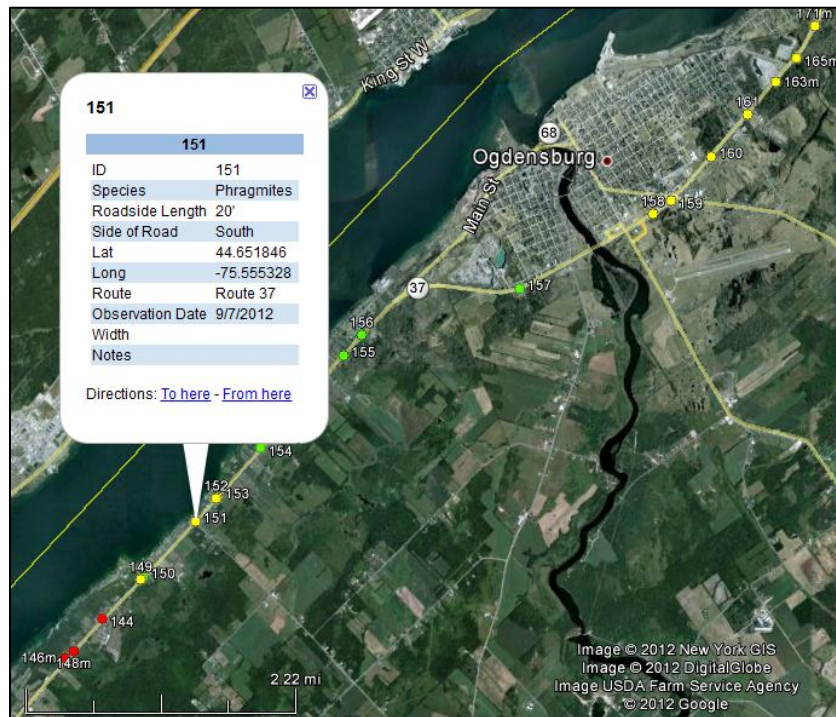 171m
165m
163m
161
160
King St W
68
Ogdensburg
Main St
158
159
37
157
156
155
154
152
153
151
149
150
144
146m
148m
151
151
ID 151
Species Phragmites
Roadside Length 20'
Side of Road South
Lat 44.651846
Long -75.555328
Route Route 37
Observation Date 9/7/2012
Width
Notes
Directions: To here - From here
2.22 mi
Image © 2012 New York GIS
Image © 2012 DigitalGlobe
Image USDA Farm Service Agency
© 2012 Google